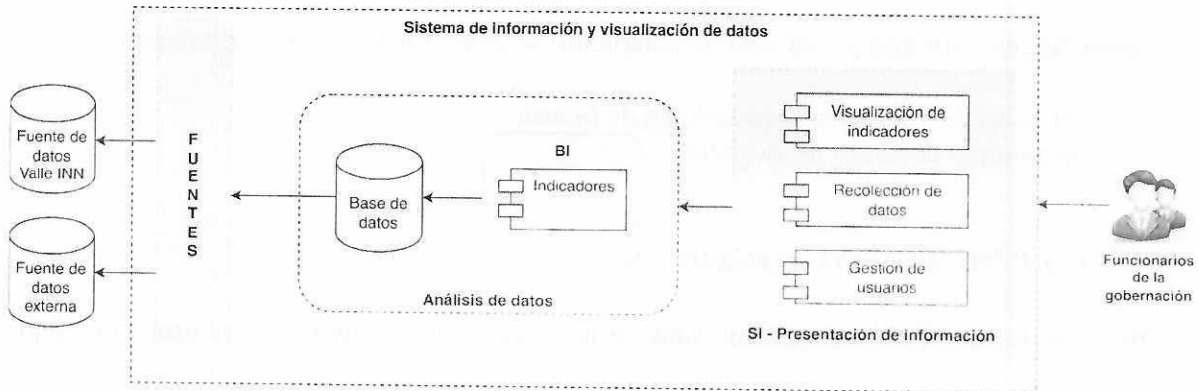 Sistema de información y visualización de datos
Fuente de
datos
Valle INN
Fuente de
datos
externa
FUENTES
Base de
datos
BI
Indicadores
Análisis de datos
Visualización de
indicadores
Recolección de
datos
Gestión de
usuarios
SI - Presentación de información
Funcionarios
de la
gobernación